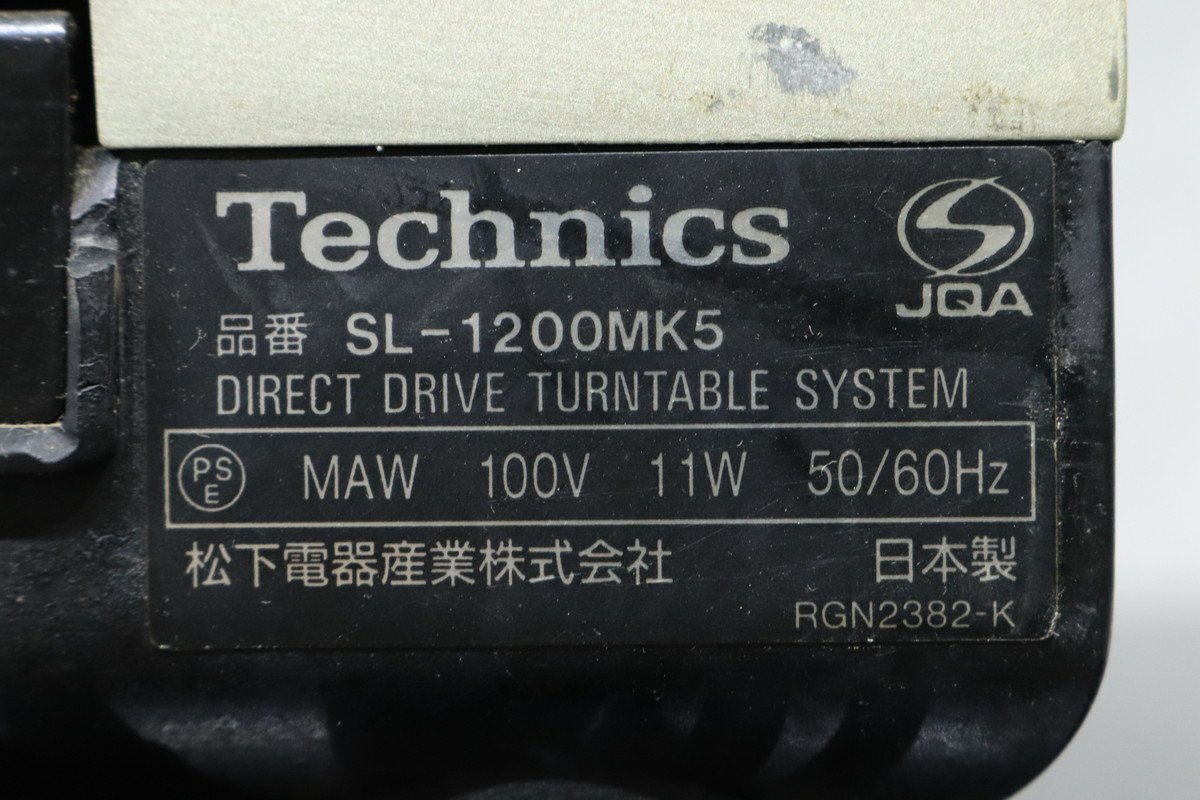 Technics
JQA
品番 SL-1200MK5
DIRECT DRIVE TURNTABLE SYSTEM
PSE MAW 100V 11W 50/60Hz
松下電器産業株式会社 日本製
RGN2382-K